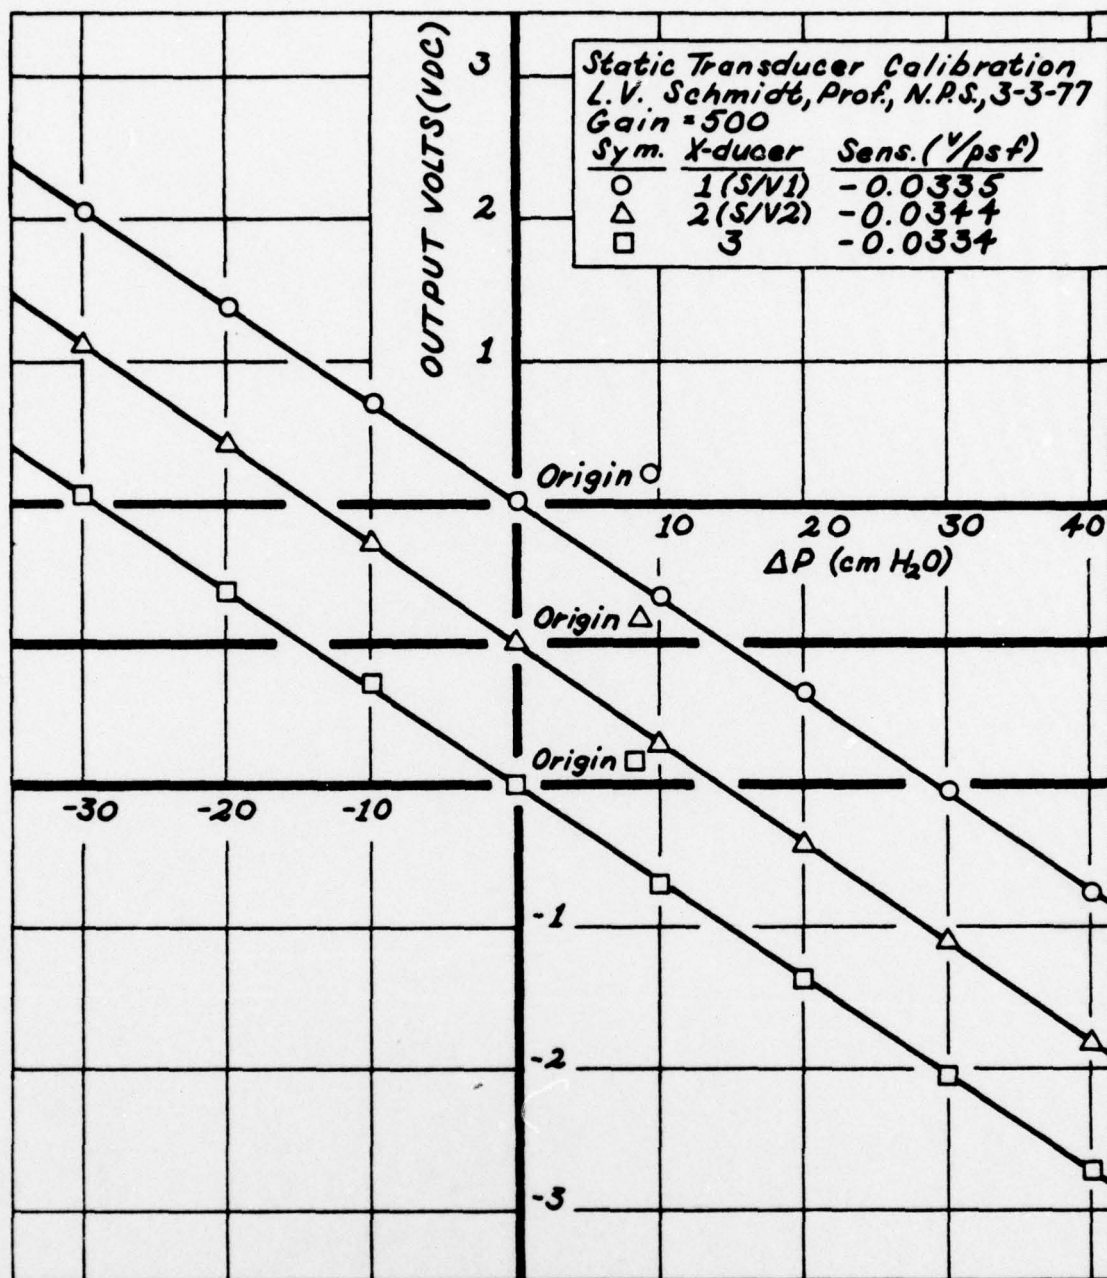 OUTPUT VOLTS (VDC)
3
2
1
Static Transducer Calibration
L.V. Schmidt, Prof., N.P.S., 3-3-77
Gain = 500
Sym. X-ducer Sens. (V/psf)
○ 1 (S/V1) -0.0335
△ 2 (S/V2) -0.0344
□ 3 -0.0334
Origin ○
10 20 30 40
ΔP (cm H₂O)
Origin △
Origin □
-30 -20 -10
-1
-2
-3